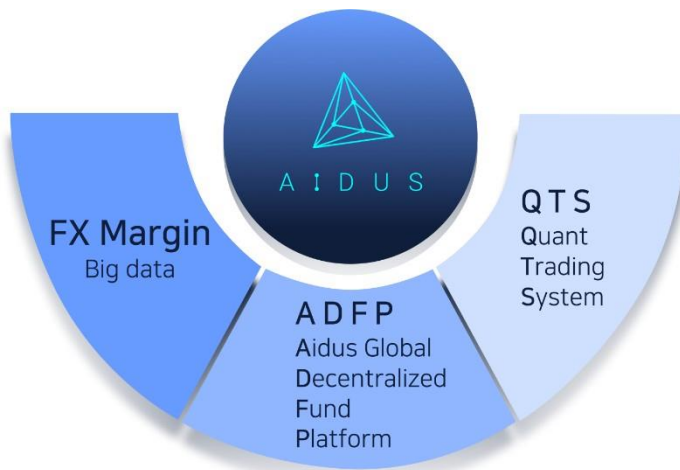 AIDUS
FX Margin
Big data
ADFP
Aidus Global
Decentralized
Fund
Platform
QTS
Quant
Trading
System